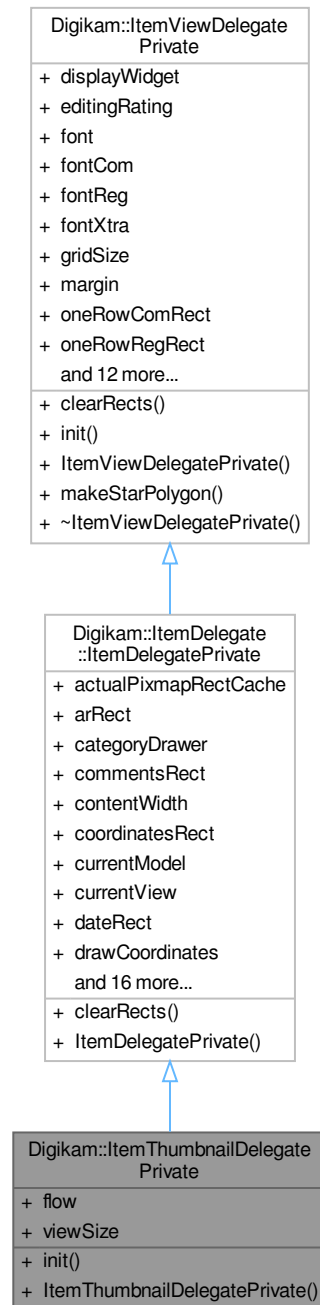 Digikam::ItemViewDelegate
Private
+ displayWidget
+ editingRating
+ font
+ fontCom
+ fontReg
+ fontXtra
+ gridSize
+ margin
+ oneRowComRect
+ oneRowRegRect
and 12 more...
+ clearRects()
+ init()
+ ItemViewDelegatePrivate()
+ makeStarPolygon()
+ ~ItemViewDelegatePrivate()
Digikam::ItemDelegate
::ItemDelegatePrivate
+ actualPixmapRectCache
+ arRect
+ categoryDrawer
+ commentsRect
+ contentWidth
+ coordinatesRect
+ currentModel
+ currentView
+ dateRect
+ drawCoordinates
and 16 more...
+ clearRects()
+ ItemDelegatePrivate()
Digikam::ItemThumbnailDelegate
Private
+ flow
+ viewSize
+ init()
+ ItemThumbnailDelegatePrivate()